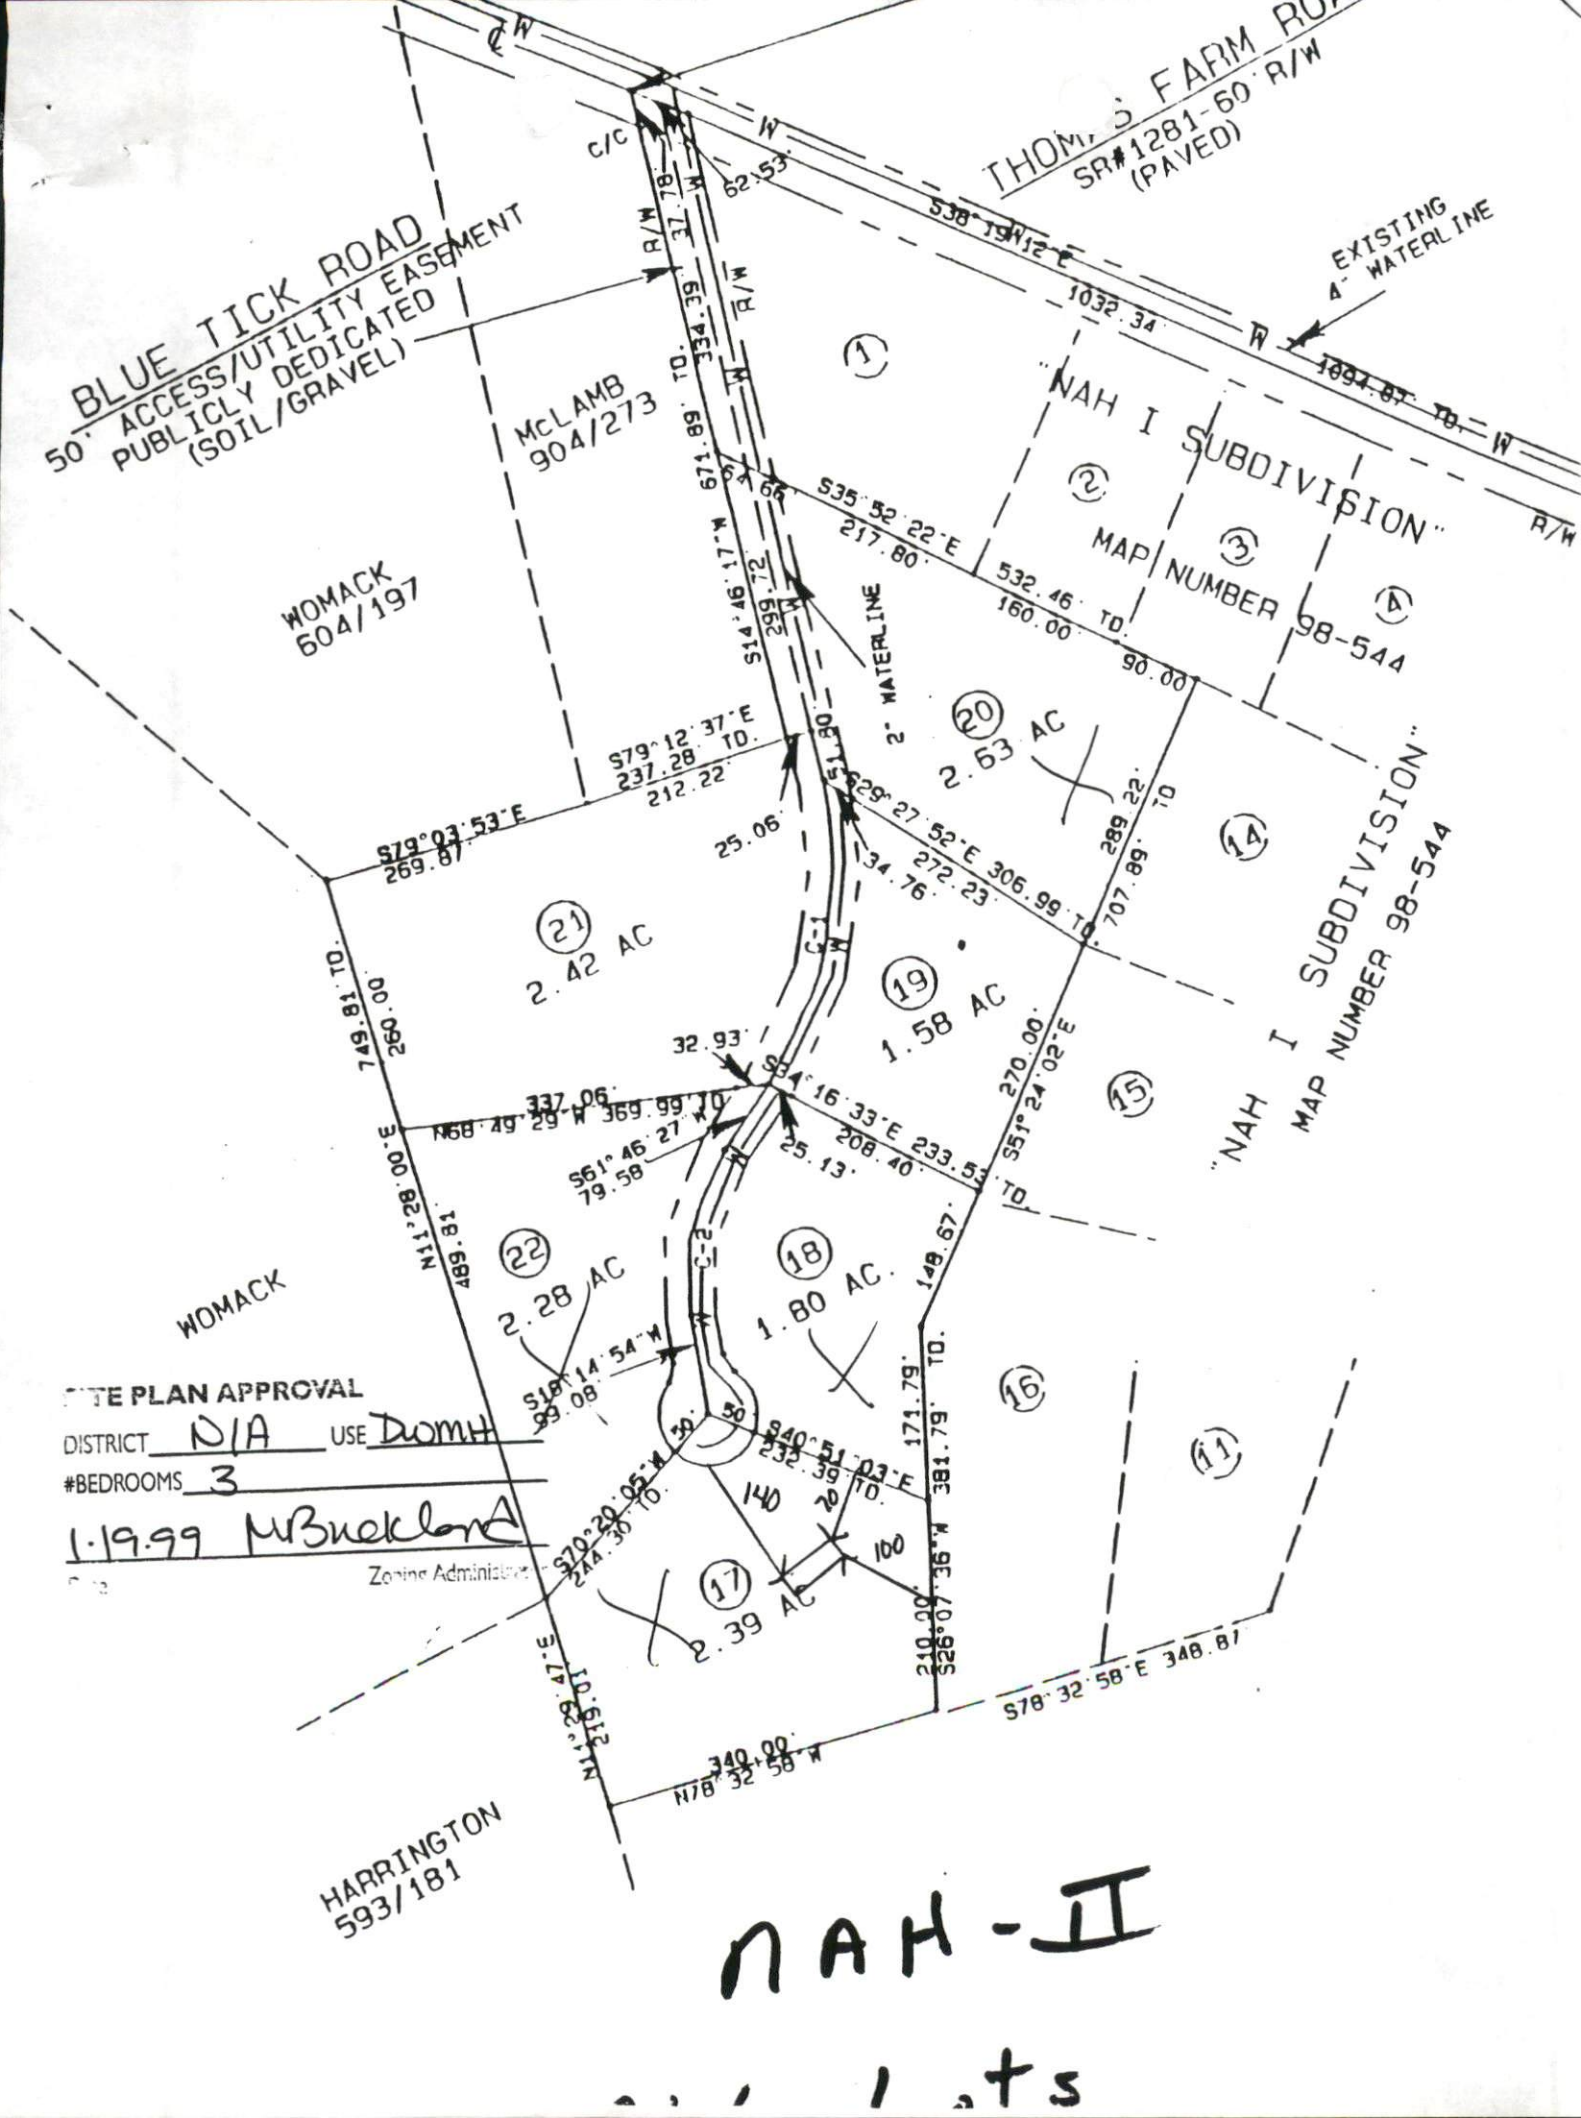 W
W
THOMAS FARM
SR#1281-60' R/W
(PAVED)
C/C
62.53'
37.78'
R/W
R/W
S38°19'12"E
1032.34'
EXISTING
4" WATERLINE
W
1094.87' TO.
W
R/W
BLUE TICK ROAD
50' ACCESS/UTILITY EASEMENT
PUBLICLY DEDICATED
(SOIL/GRAVEL)
McLAMB
904/273
334.39
671.89' TO.
S14°46'17"W
299.72
64.66'
1
"NAH I SUBDIVISION"
MAP NUMBER 98-544
2
3
4
S35°52'22"E
217.80'
532.46' TO.
160.00'
90.00'
WOMACK
604/197
2" WATERLINE
20
2.63 AC
S79°12'37"E
237.28' TO.
212.22'
25.06'
S29°27'52"E 306.99' TO.
272.23'
34.76'
289.22'
707.89' TO
14
"NAH I SUBDIVISION"
MAP NUMBER 98-544
S79°03'53"E
269.87'
21
2.42 AC
C-1
W
19
1.58 AC
749.81' TO.
260.00'
270.00'
S51°24'02"E
15
32.93'
337.06'
N68°49'29"W 369.99' TO
S34°16'33"E 233.53' TO.
208.40'
25.13'
S61°46'27"W
79.58'
W
N11°28'00"E
489.81'
22
2.28 AC
C-2
W
18
1.80 AC.
148.67'
WOMACK
S18°14'54"W
99.08'
171.79'
381.79' TO.
16
11
SITE PLAN APPROVAL
DISTRICT N/A USE DWMH
#BEDROOMS 3
1-19-99 MBuckland
Zoning Administrator
50'
50'
S40°51'03"E
232.39' TO.
S70°20'05"W
244.30' TO.
140
70
100
17
2.39 AC
210.00'
S26°07'36"W
N11°29'47"E
219.01'
S78°32'58"E 348.81'
340.00'
N78°32'58"W
HARRINGTON
593/181
NAH-II